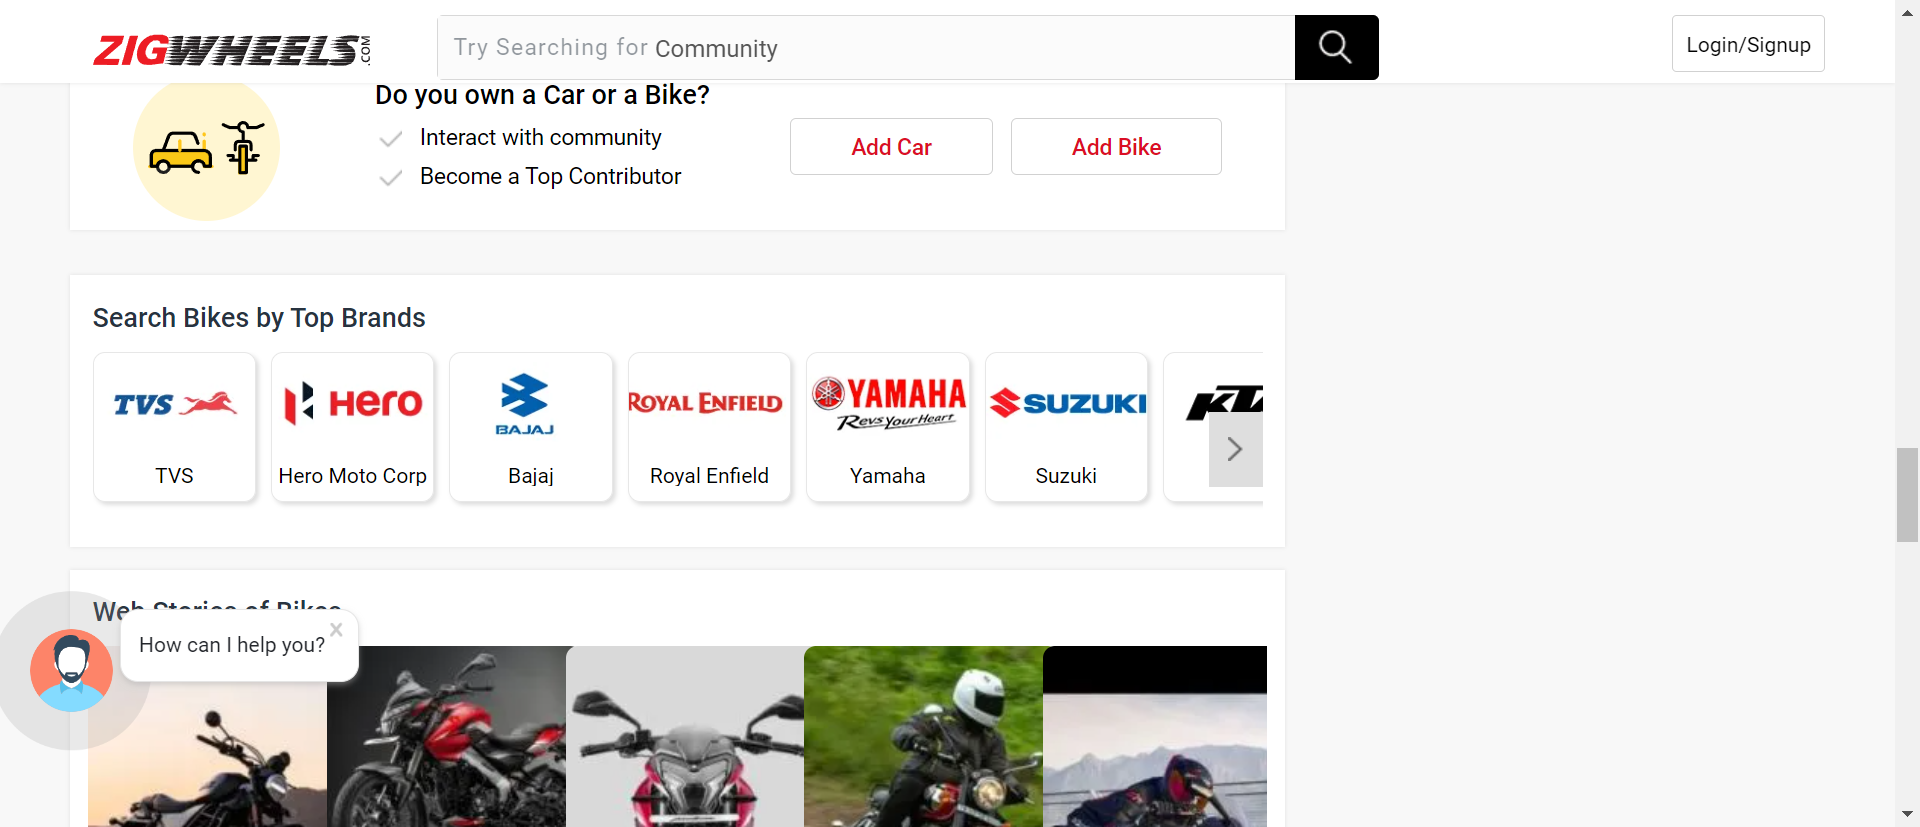 ZIGWHEELS.COM
Try Searching for Community
Login/Signup
Do you own a Car or a Bike?
Interact with community
Become a Top Contributor
Add Car
Add Bike
Search Bikes by Top Brands
TVS
HERO
BAJAJ
ROYAL ENFIELD
YAMAHA
Revs Your Heart
SUZUKI
KTM
TVS
Hero Moto Corp
Bajaj
Royal Enfield
Yamaha
Suzuki
Web Stories of Bikes
How can I help you?